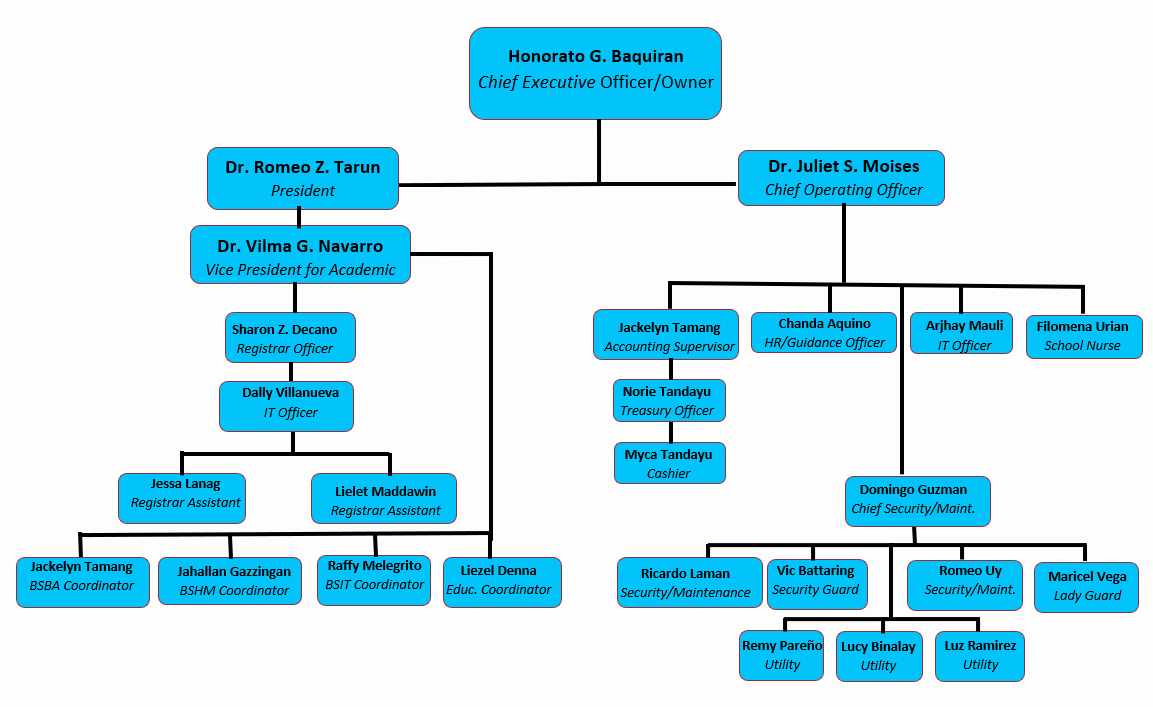 Honorato G. Baquiran
Chief Executive Officer/Owner
Dr. Romeo Z. Tarun
President
Dr. Juliet S. Moises
Chief Operating Officer
Dr. Vilma G. Navarro
Vice President for Academic
Sharon Z. Decano
Registrar Officer
Dally Villanueva
IT Officer
Jessa Lanag
Registrar Assistant
Lielet Maddawin
Registrar Assistant
Jackelyn Tamang
BSBA Coordinator
Jahallan Gazzingan
BSHM Coordinator
Raffy Melegrito
BSIT Coordinator
Liezel Denna
Educ. Coordinator
Jackelyn Tamang
Accounting Supervisor
Chanda Aquino
HR/Guidance Officer
Arjhay Mauli
IT Officer
Filomena Urian
School Nurse
Norie Tandayu
Treasury Officer
Myca Tandayu
Cashier
Domingo Guzman
Chief Security/Maint.
Ricardo Laman
Security/Maintenance
Vic Battaring
Security Guard
Romeo Uy
Security/Maint.
Maricel Vega
Lady Guard
Remy Pareño
Utility
Lucy Binalay
Utility
Luz Ramirez
Utility